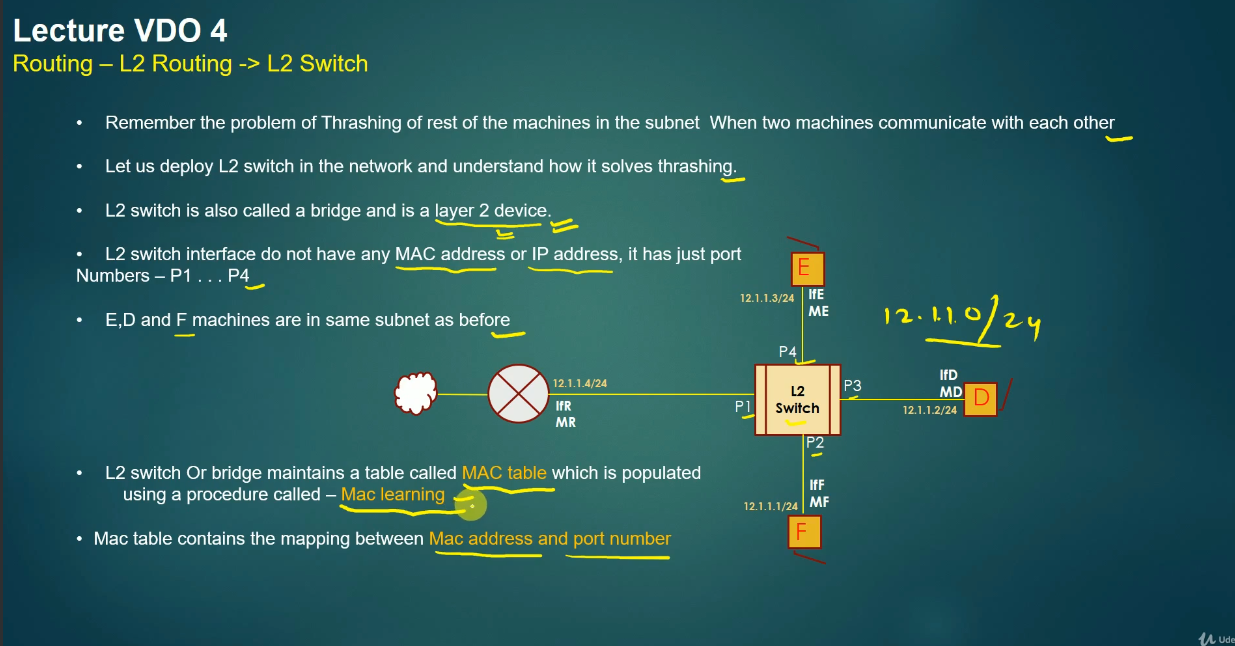 Lecture VDO 4
Routing – L2 Routing -> L2 Switch
• Remember the problem of Thrashing of rest of the machines in the subnet When two machines communicate with each other
• Let us deploy L2 switch in the network and understand how it solves thrashing.
• L2 switch is also called a bridge and is a layer 2 device.
• L2 switch interface do not have any MAC address or IP address, it has just port
Numbers – P1 . . . P4
• E,D and F machines are in same subnet as before
E
12.1.1.3/24
IfE
ME
12.1.1.0/24
P4
12.1.1.4/24
IfR
MR
P1
L2
Switch
P3
IfD
MD
12.1.1.2/24
D
P2
IfF
MF
12.1.1.1/24
F
• L2 switch Or bridge maintains a table called MAC table which is populated
using a procedure called – Mac learning
• Mac table contains the mapping between Mac address and port number
Ude